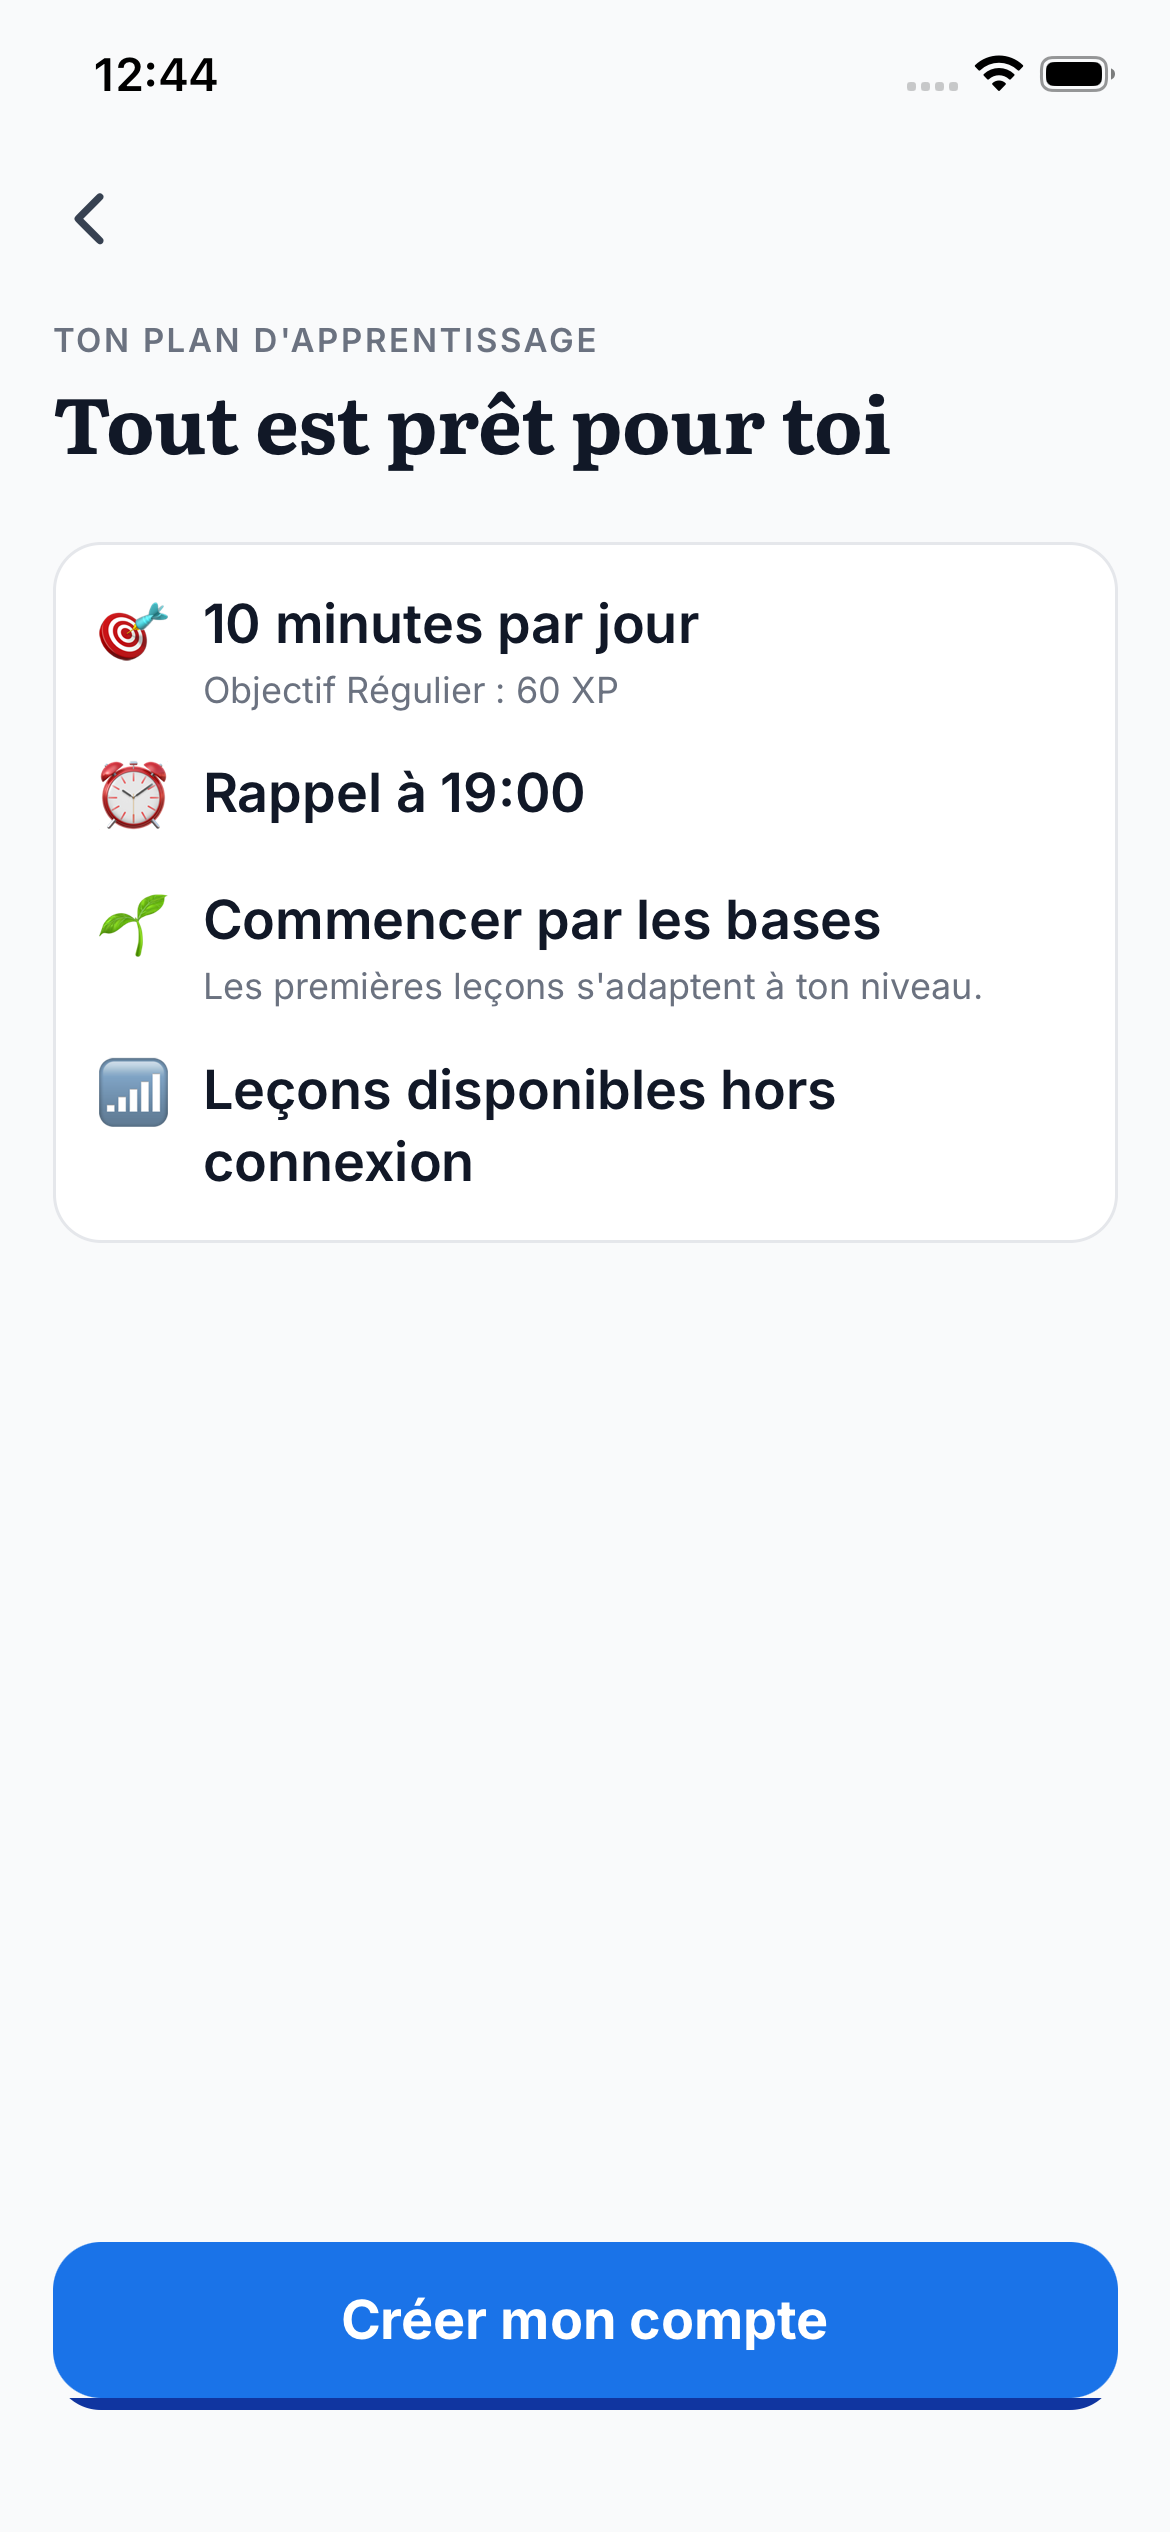 12:44
TON PLAN D'APPRENTISSAGE
Tout est prêt pour toi
10 minutes par jour
Objectif Régulier : 60 XP
Rappel à 19:00
Commencer par les bases
Les premières leçons s'adaptent à ton niveau.
Leçons disponibles hors
connexion
Créer mon compte